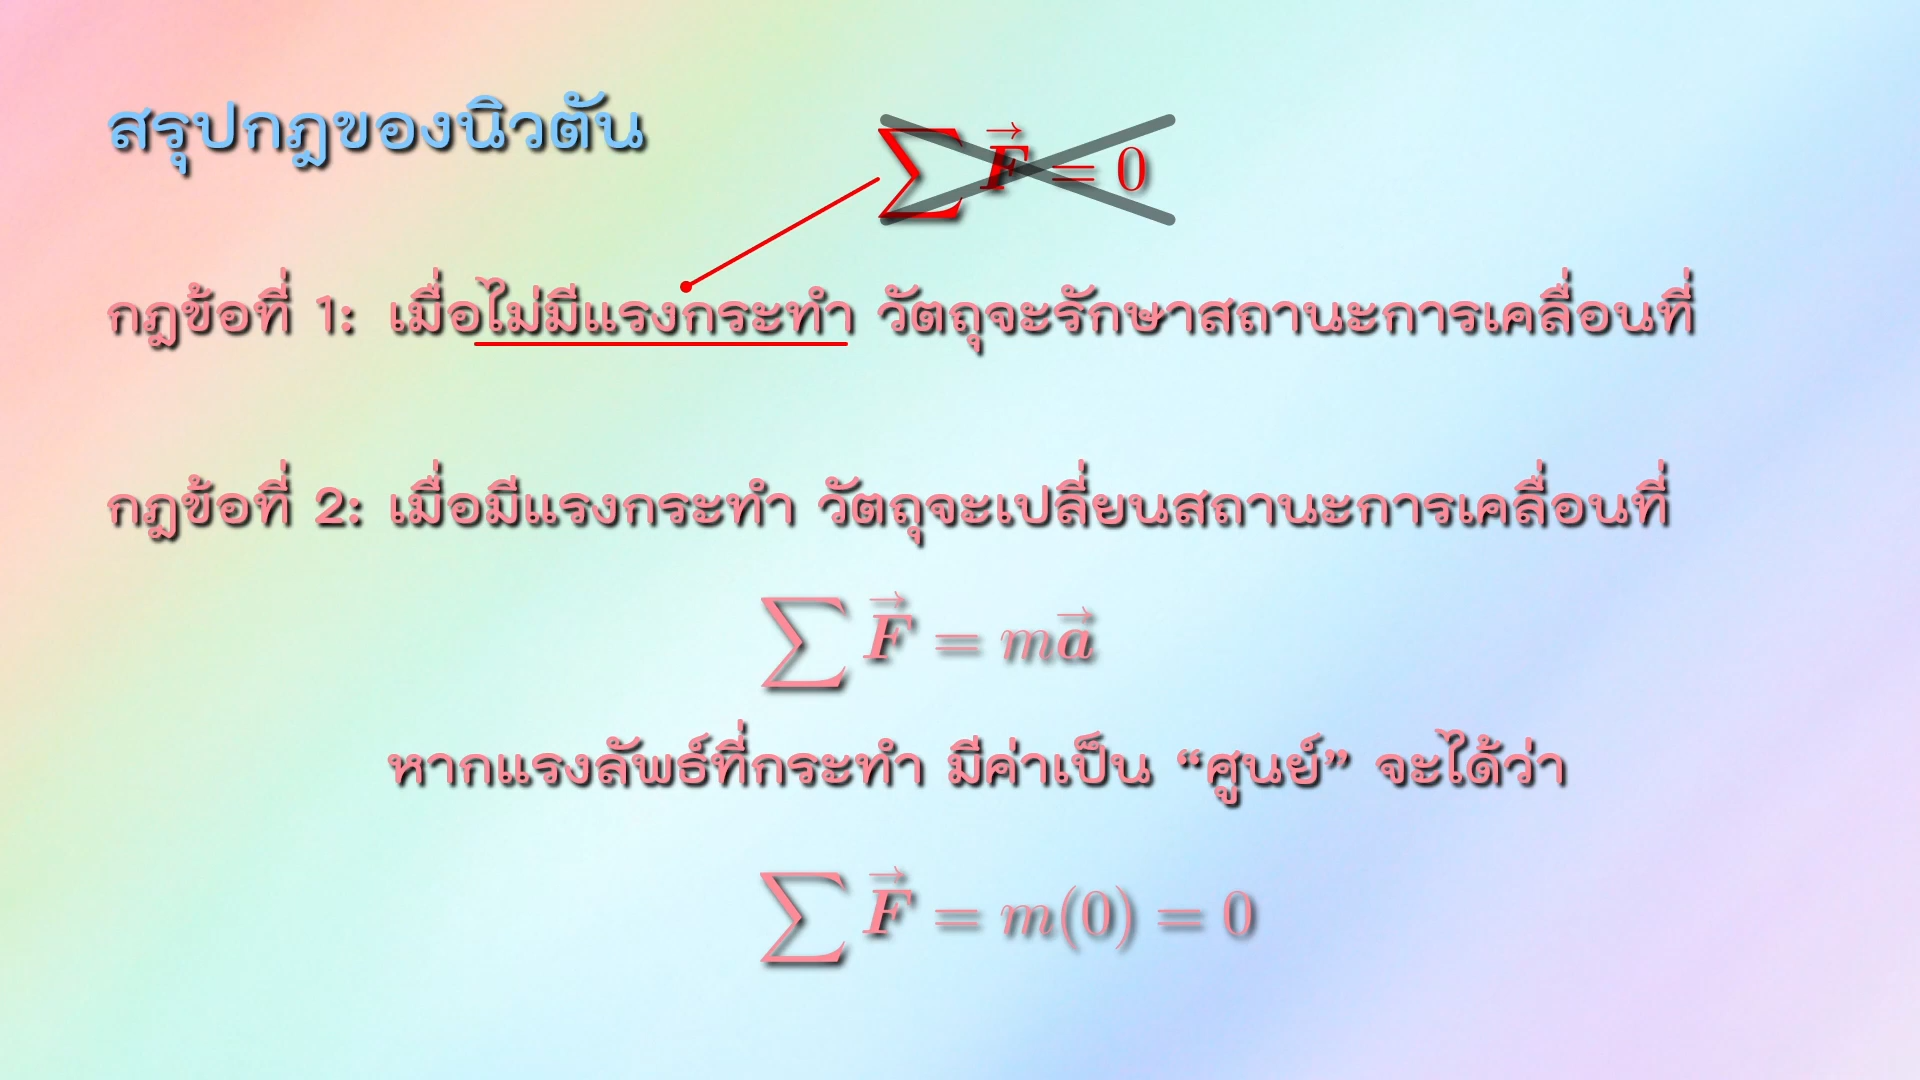 สรุปกฎของนิวตัน
∑F⃗ = 0
กฎข้อที่ 1: เมื่อไม่มีแรงกระทำ วัตถุจะรักษาสถานะการเคลื่อนที่
กฎข้อที่ 2: เมื่อมีแรงกระทำ วัตถุจะเปลี่ยนสถานะการเคลื่อนที่
∑F⃗ = ma⃗
หากแรงลัพธ์ที่กระทำ มีค่าเป็น “ศูนย์” จะได้ว่า
∑F⃗ = m(0) = 0